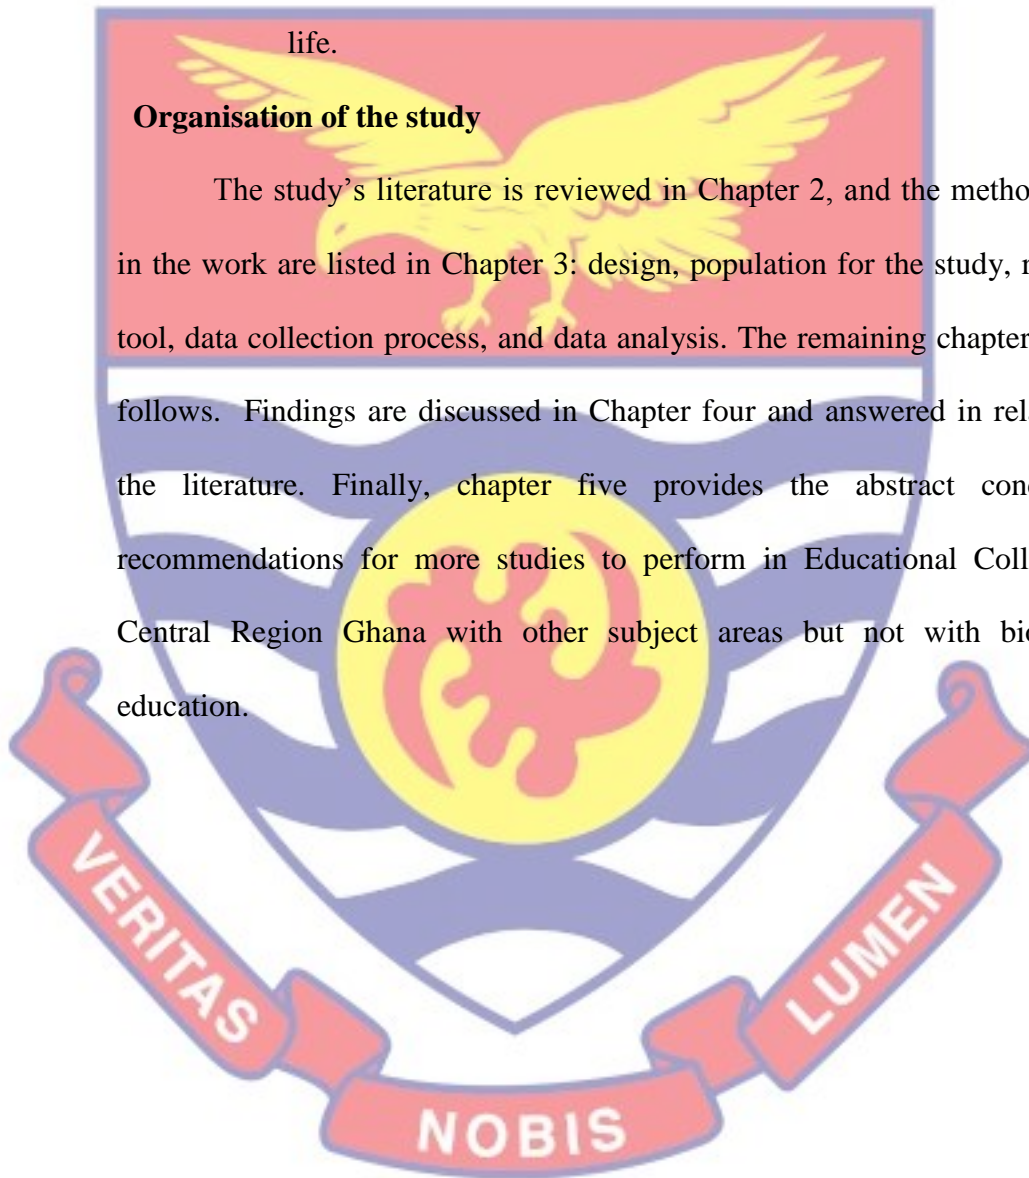 life.
Organisation of the study
The study’s literature is reviewed in Chapter 2, and the metho
in the work are listed in Chapter 3: design, population for the study,
tool, data collection process, and data analysis. The remaining chapter
follows. Findings are discussed in Chapter four and answered in rel
the literature. Finally, chapter five provides the abstract con
recommendations for more studies to perform in Educational Coll
Central Region Ghana with other subject areas but not with bio
education.
VERITAS
NOBIS
LUMEN